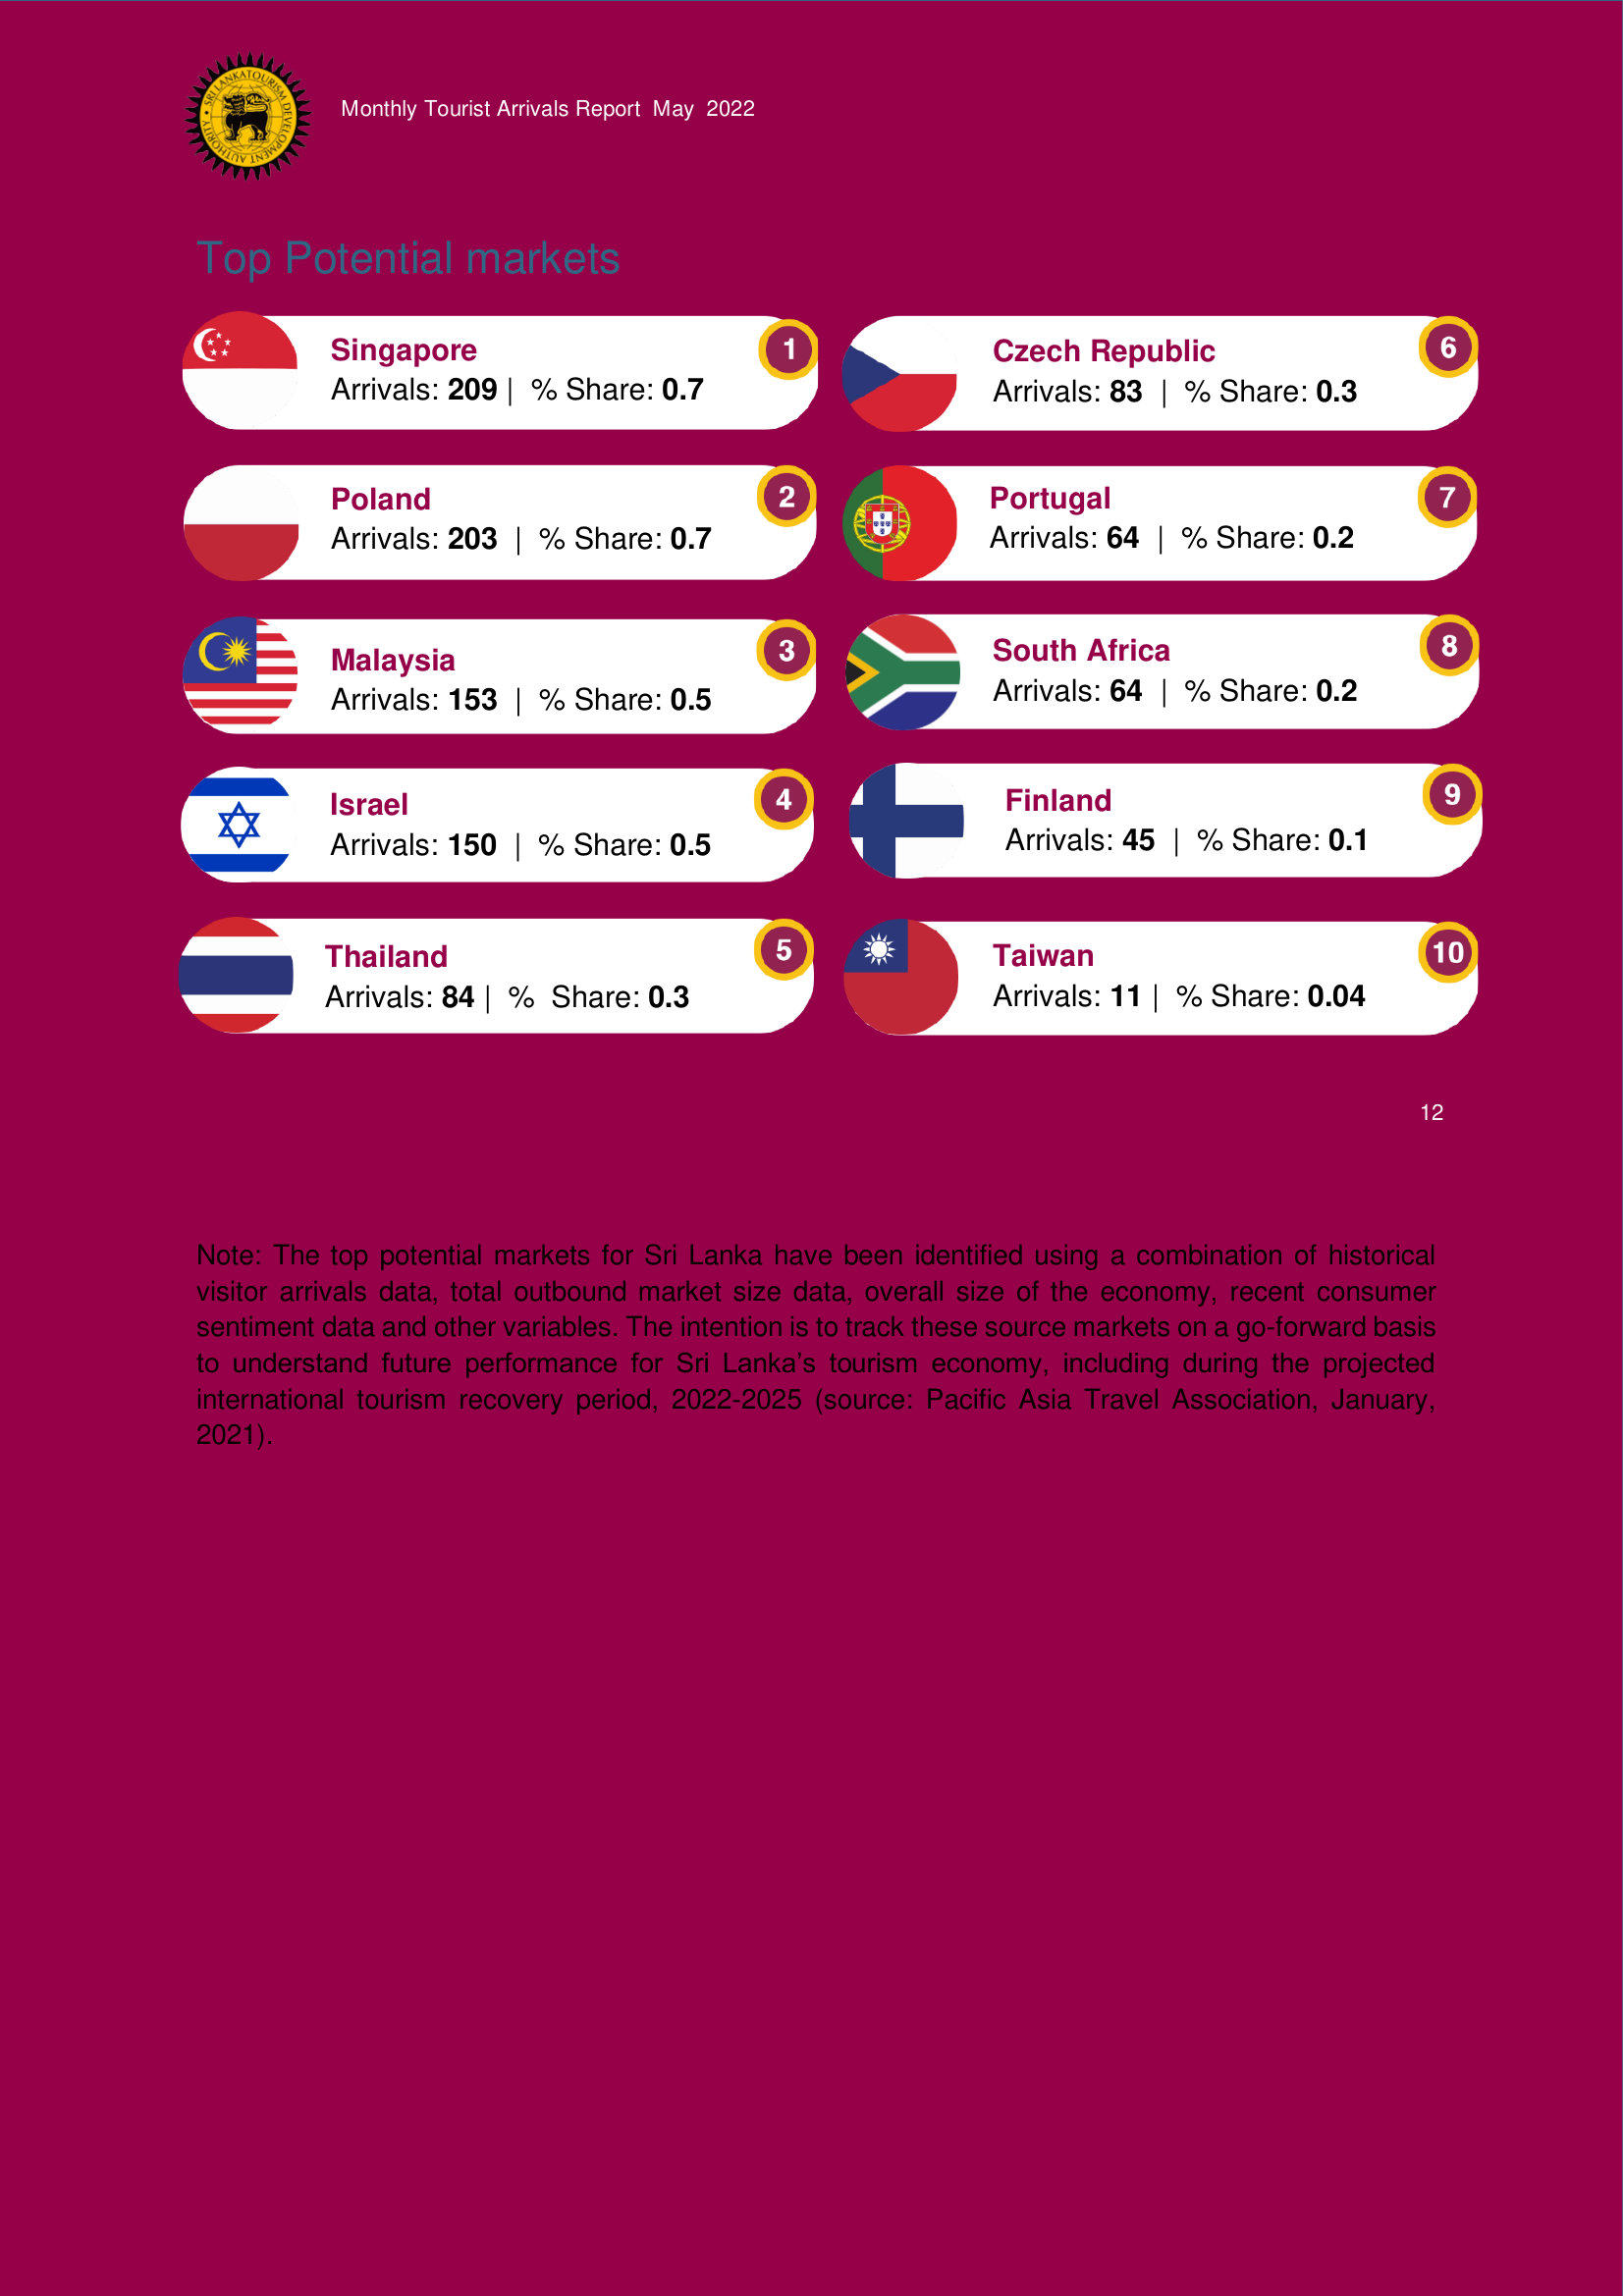 SRI LANKA TOURISM DEVELOPMENT AUTHORITY
Monthly Tourist Arrivals Report May 2022
Top Potential markets
Singapore
Arrivals: 209 | % Share: 0.7
1
Poland
Arrivals: 203 | % Share: 0.7
2
Malaysia
Arrivals: 153 | % Share: 0.5
3
Israel
Arrivals: 150 | % Share: 0.5
4
Thailand
Arrivals: 84 | % Share: 0.3
5
Czech Republic
Arrivals: 83 | % Share: 0.3
6
Portugal
Arrivals: 64 | % Share: 0.2
7
South Africa
Arrivals: 64 | % Share: 0.2
8
Finland
Arrivals: 45 | % Share: 0.1
9
Taiwan
Arrivals: 11 | % Share: 0.04
10
12
Note: The top potential markets for Sri Lanka have been identified using a combination of historical
visitor arrivals data, total outbound market size data, overall size of the economy, recent consumer
sentiment data and other variables. The intention is to track these source markets on a go-forward basis
to understand future performance for Sri Lanka’s tourism economy, including during the projected
international tourism recovery period, 2022-2025 (source: Pacific Asia Travel Association, January,
2021).